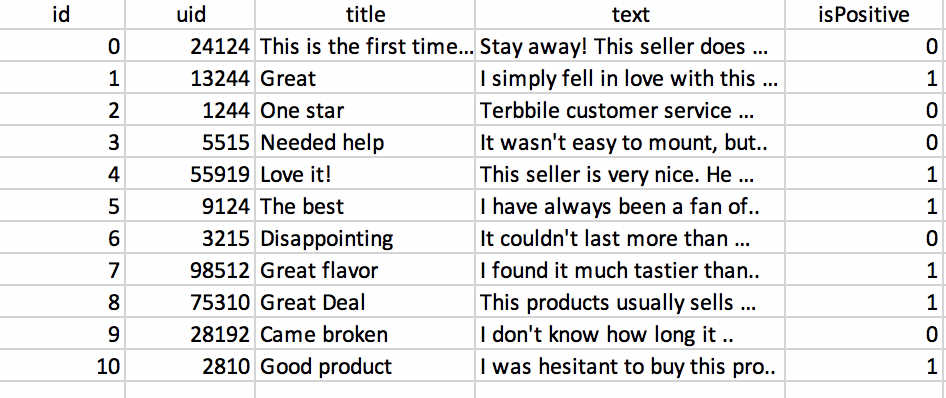 id uid title text isPositive
0 24124 This is the first time... Stay away! This seller does ... 0
1 13244 Great I simply fell in love with this ... 1
2 1244 One star Terbbile customer service ... 0
3 5515 Needed help It wasn't easy to mount, but.. 0
4 55919 Love it! This seller is very nice. He ... 1
5 9124 The best I have always been a fan of.. 1
6 3215 Disappointing It couldn't last more than ... 0
7 98512 Great flavor I found it much tastier than.. 1
8 75310 Great Deal This products usually sells ... 1
9 28192 Came broken I don't know how long it .. 0
10 2810 Good product I was hesitant to buy this pro.. 1